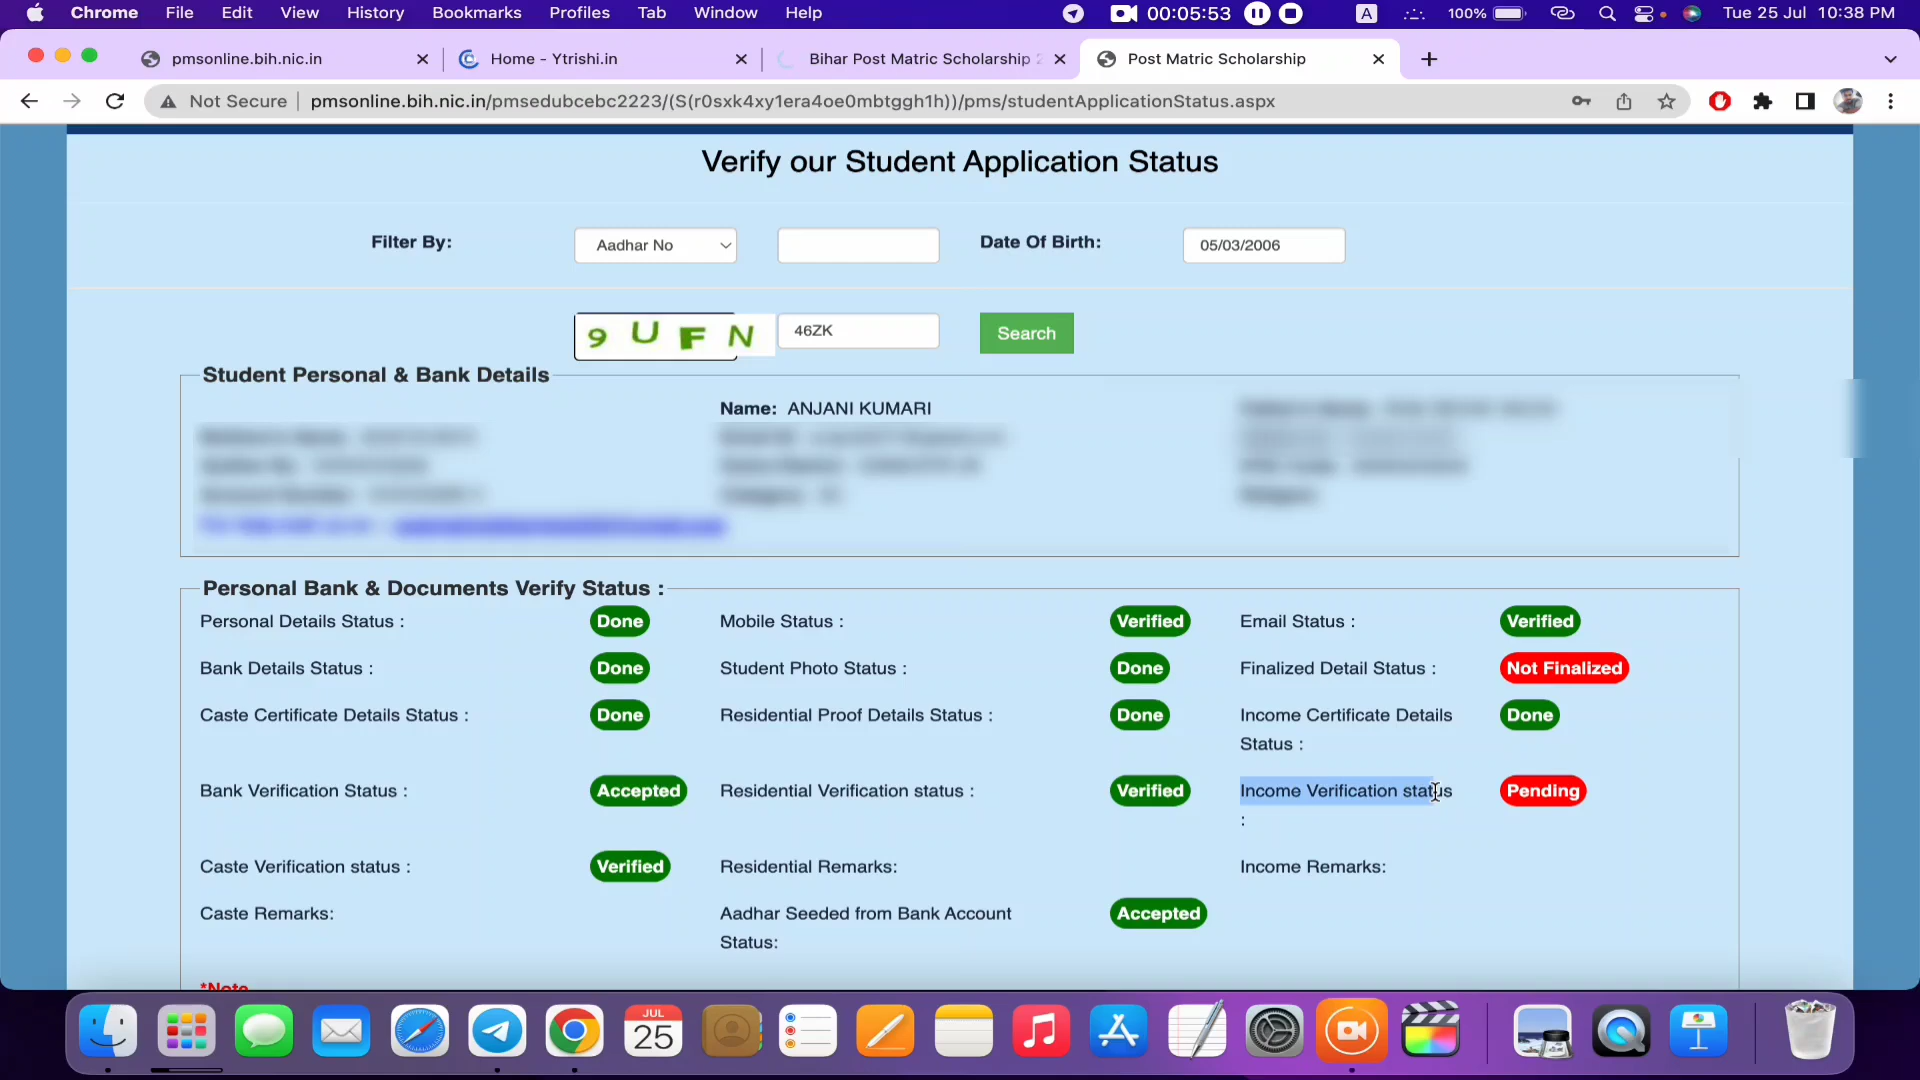 Chrome File Edit View History Bookmarks Profiles Tab Window Help 00:05:53 A 100% Tue 25 Jul 10:38 PM
pmsonline.bih.nic.in Home - Ytrishi.in Bihar Post Matric Scholarship 2 Post Matric Scholarship
Not Secure pmsonline.bih.nic.in/pmsedubcebc2223/(S(r0sxk4xy1era4oe0mbtggh1h))/pms/studentApplicationStatus.aspx
Verify our Student Application Status
Filter By: Aadhar No Date Of Birth: 05/03/2006
9 U F N 46ZK Search
Student Personal & Bank Details
Name: ANJANI KUMARI
Personal Bank & Documents Verify Status :
Personal Details Status : Done Mobile Status : Verified Email Status : Verified
Bank Details Status : Done Student Photo Status : Done Finalized Detail Status : Not Finalized
Caste Certificate Details Status : Done Residential Proof Details Status : Done Income Certificate Details Done
Status :
Bank Verification Status : Accepted Residential Verification status : Verified Income Verification status Pending
:
Caste Verification status : Verified Residential Remarks: Income Remarks:
Caste Remarks: Aadhar Seeded from Bank Account Accepted
Status:
*Note
JUL
25